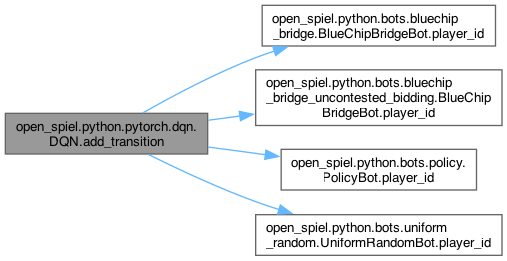 open_spiel.python.bots.bluechip
_bridge.BlueChipBridgeBot.player_id
open_spiel.python.bots.bluechip
_bridge_uncontested_bidding.BlueChip
BridgeBot.player_id
open_spiel.python.pytorch.dqn.
DQN.add_transition
open_spiel.python.bots.policy.
PolicyBot.player_id
open_spiel.python.bots.uniform
_random.UniformRandomBot.player_id